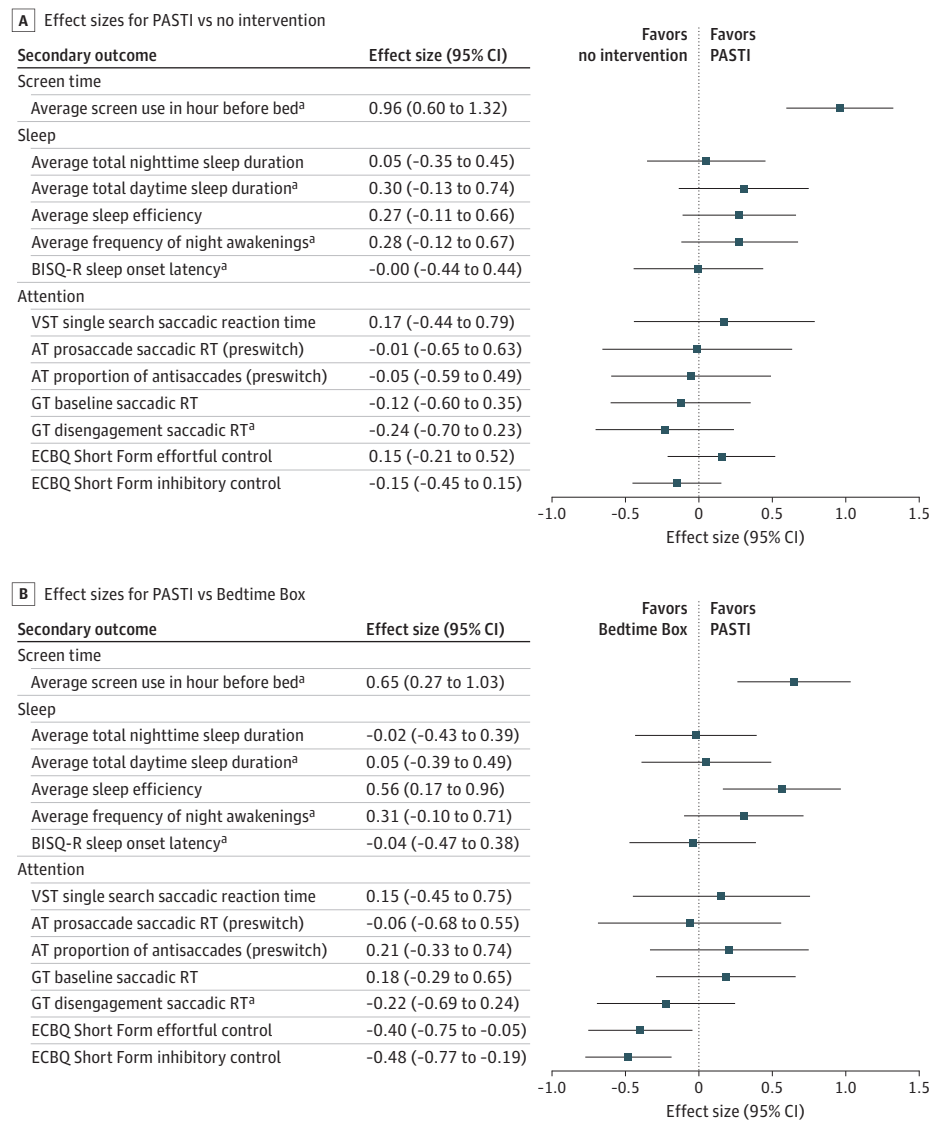 A Effect sizes for PASTI vs no intervention
Favors no intervention Favors PASTI
Secondary outcome Effect size (95% CI)
Screen time
Average screen use in hour before bedª 0.96 (0.60 to 1.32)
Sleep
Average total nighttime sleep duration 0.05 (-0.35 to 0.45)
Average total daytime sleep durationª 0.30 (-0.13 to 0.74)
Average sleep efficiency 0.27 (-0.11 to 0.66)
Average frequency of night awakeningsª 0.28 (-0.12 to 0.67)
BISQ-R sleep onset latencyª -0.00 (-0.44 to 0.44)
Attention
VST single search saccadic reaction time 0.17 (-0.44 to 0.79)
AT prosaccade saccadic RT (preswitch) -0.01 (-0.65 to 0.63)
AT proportion of antisaccades (preswitch) -0.05 (-0.59 to 0.49)
GT baseline saccadic RT -0.12 (-0.60 to 0.35)
GT disengagement saccadic RTª -0.24 (-0.70 to 0.23)
ECBQ Short Form effortful control 0.15 (-0.21 to 0.52)
ECBQ Short Form inhibitory control -0.15 (-0.45 to 0.15)
-1.0 -0.5 0 0.5 1.0 1.5
Effect size (95% CI)
B Effect sizes for PASTI vs Bedtime Box
Favors Bedtime Box Favors PASTI
Secondary outcome Effect size (95% CI)
Screen time
Average screen use in hour before bedª 0.65 (0.27 to 1.03)
Sleep
Average total nighttime sleep duration -0.02 (-0.43 to 0.39)
Average total daytime sleep durationª 0.05 (-0.39 to 0.49)
Average sleep efficiency 0.56 (0.17 to 0.96)
Average frequency of night awakeningsª 0.31 (-0.10 to 0.71)
BISQ-R sleep onset latencyª -0.04 (-0.47 to 0.38)
Attention
VST single search saccadic reaction time 0.15 (-0.45 to 0.75)
AT prosaccade saccadic RT (preswitch) -0.06 (-0.68 to 0.55)
AT proportion of antisaccades (preswitch) 0.21 (-0.33 to 0.74)
GT baseline saccadic RT 0.18 (-0.29 to 0.65)
GT disengagement saccadic RTª -0.22 (-0.69 to 0.24)
ECBQ Short Form effortful control -0.40 (-0.75 to -0.05)
ECBQ Short Form inhibitory control -0.48 (-0.77 to -0.19)
-1.0 -0.5 0 0.5 1.0 1.5
Effect size (95% CI)